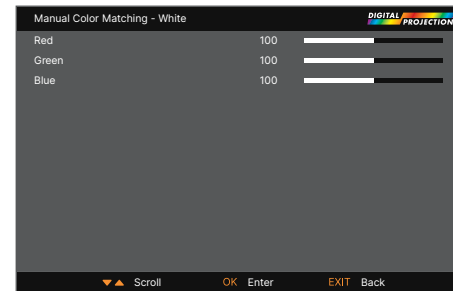 Manual Color Matching - White
DIGITAL PROJECTION
Red 100
Green 100
Blue 100
Scroll OK Enter EXIT Back